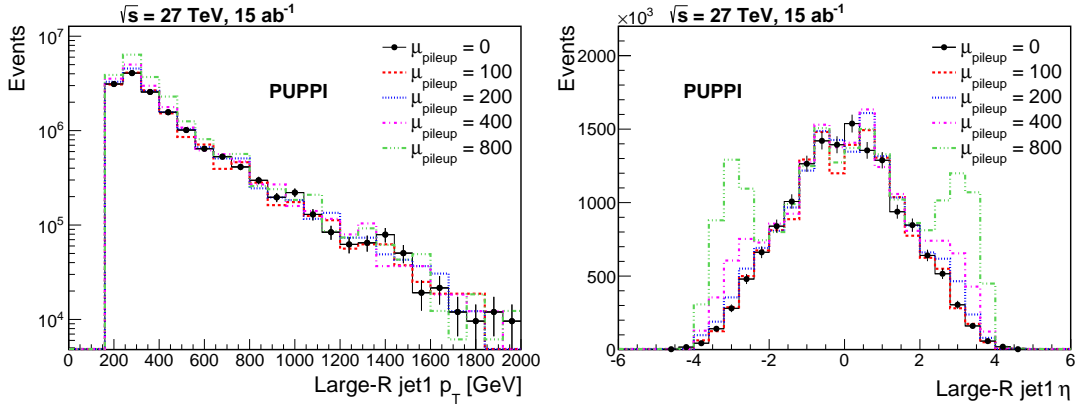 √s = 27 TeV, 15 ab⁻¹
Events
10⁷
10⁶
10⁵
10⁴
PUPPI
μpileup = 0
μpileup = 100
μpileup = 200
μpileup = 400
μpileup = 800
0 200 400 600 800 1000 1200 1400 1600 1800 2000
Large-R jet1 p_T [GeV]
√s = 27 TeV, 15 ab⁻¹
×10³
Events
2000
1500
1000
500
0
PUPPI
μpileup = 0
μpileup = 100
μpileup = 200
μpileup = 400
μpileup = 800
-6 -4 -2 0 2 4 6
Large-R jet1 η